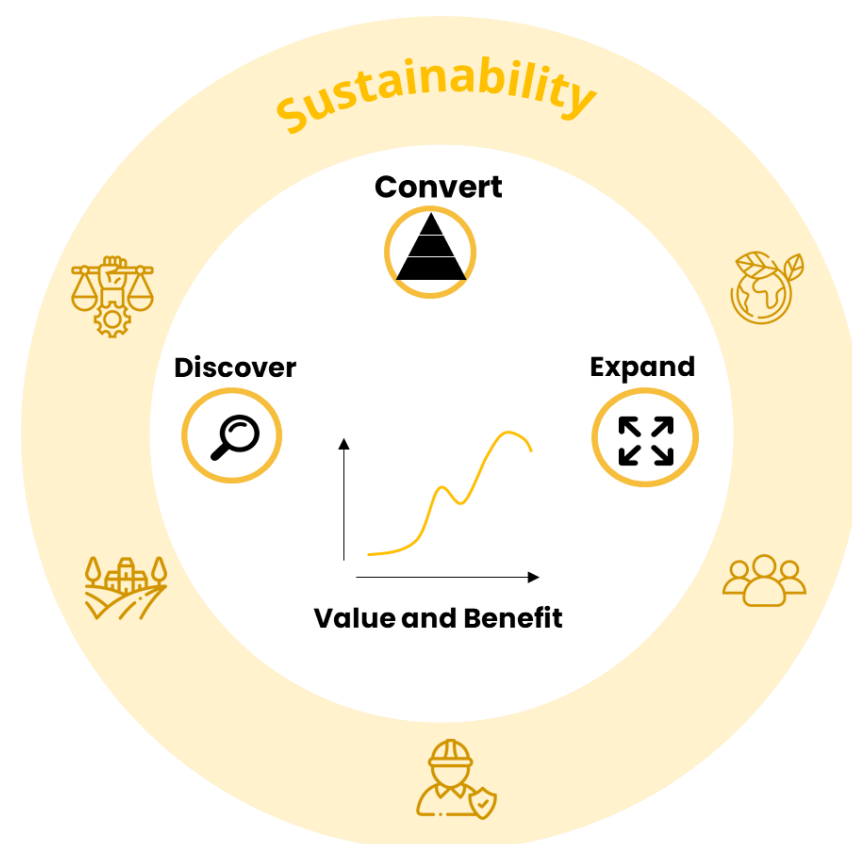 Sustainability
Convert
Discover
Expand
Value and Benefit